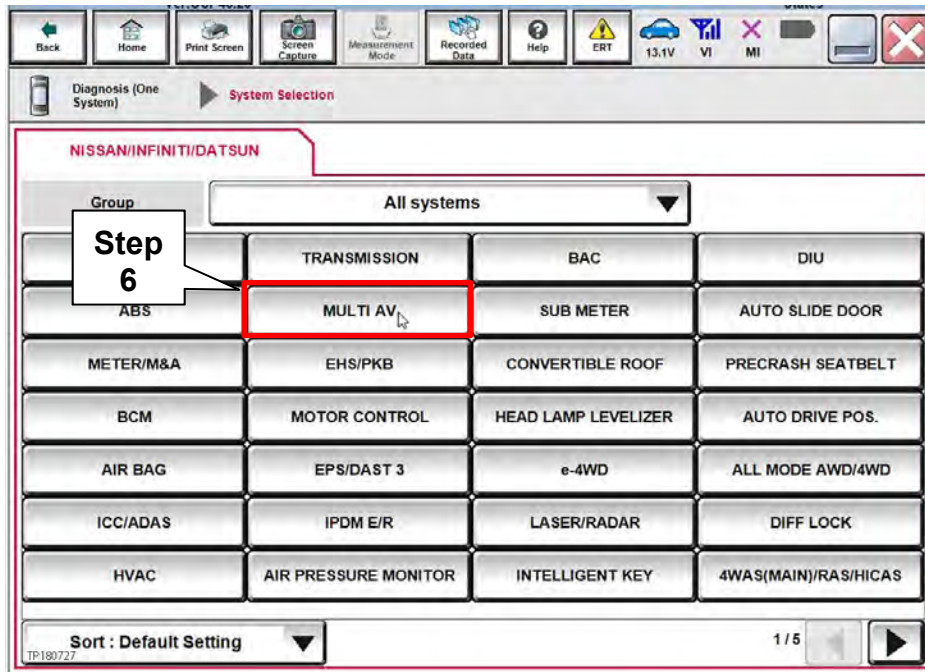 Back
Home
Print Screen
Screen
Capture
Measurement
Mode
Recorded
Data
Help
ERT
13.1V
VI
MI
Diagnosis (One
System)
System Selection
NISSAN/INFINITI/DATSUN
Group
All systems
Step
6
TRANSMISSION
BAC
DIU
ABS
MULTI AV
SUB METER
AUTO SLIDE DOOR
METER/M&A
EHS/PKB
CONVERTIBLE ROOF
PRECRASH SEATBELT
BCM
MOTOR CONTROL
HEAD LAMP LEVELIZER
AUTO DRIVE POS.
AIR BAG
EPS/DAST 3
e-4WD
ALL MODE AWD/4WD
ICC/ADAS
IPDM E/R
LASER/RADAR
DIFF LOCK
HVAC
AIR PRESSURE MONITOR
INTELLIGENT KEY
4WAS(MAIN)/RAS/HICAS
Sort : Default Setting
1/5
TP180727